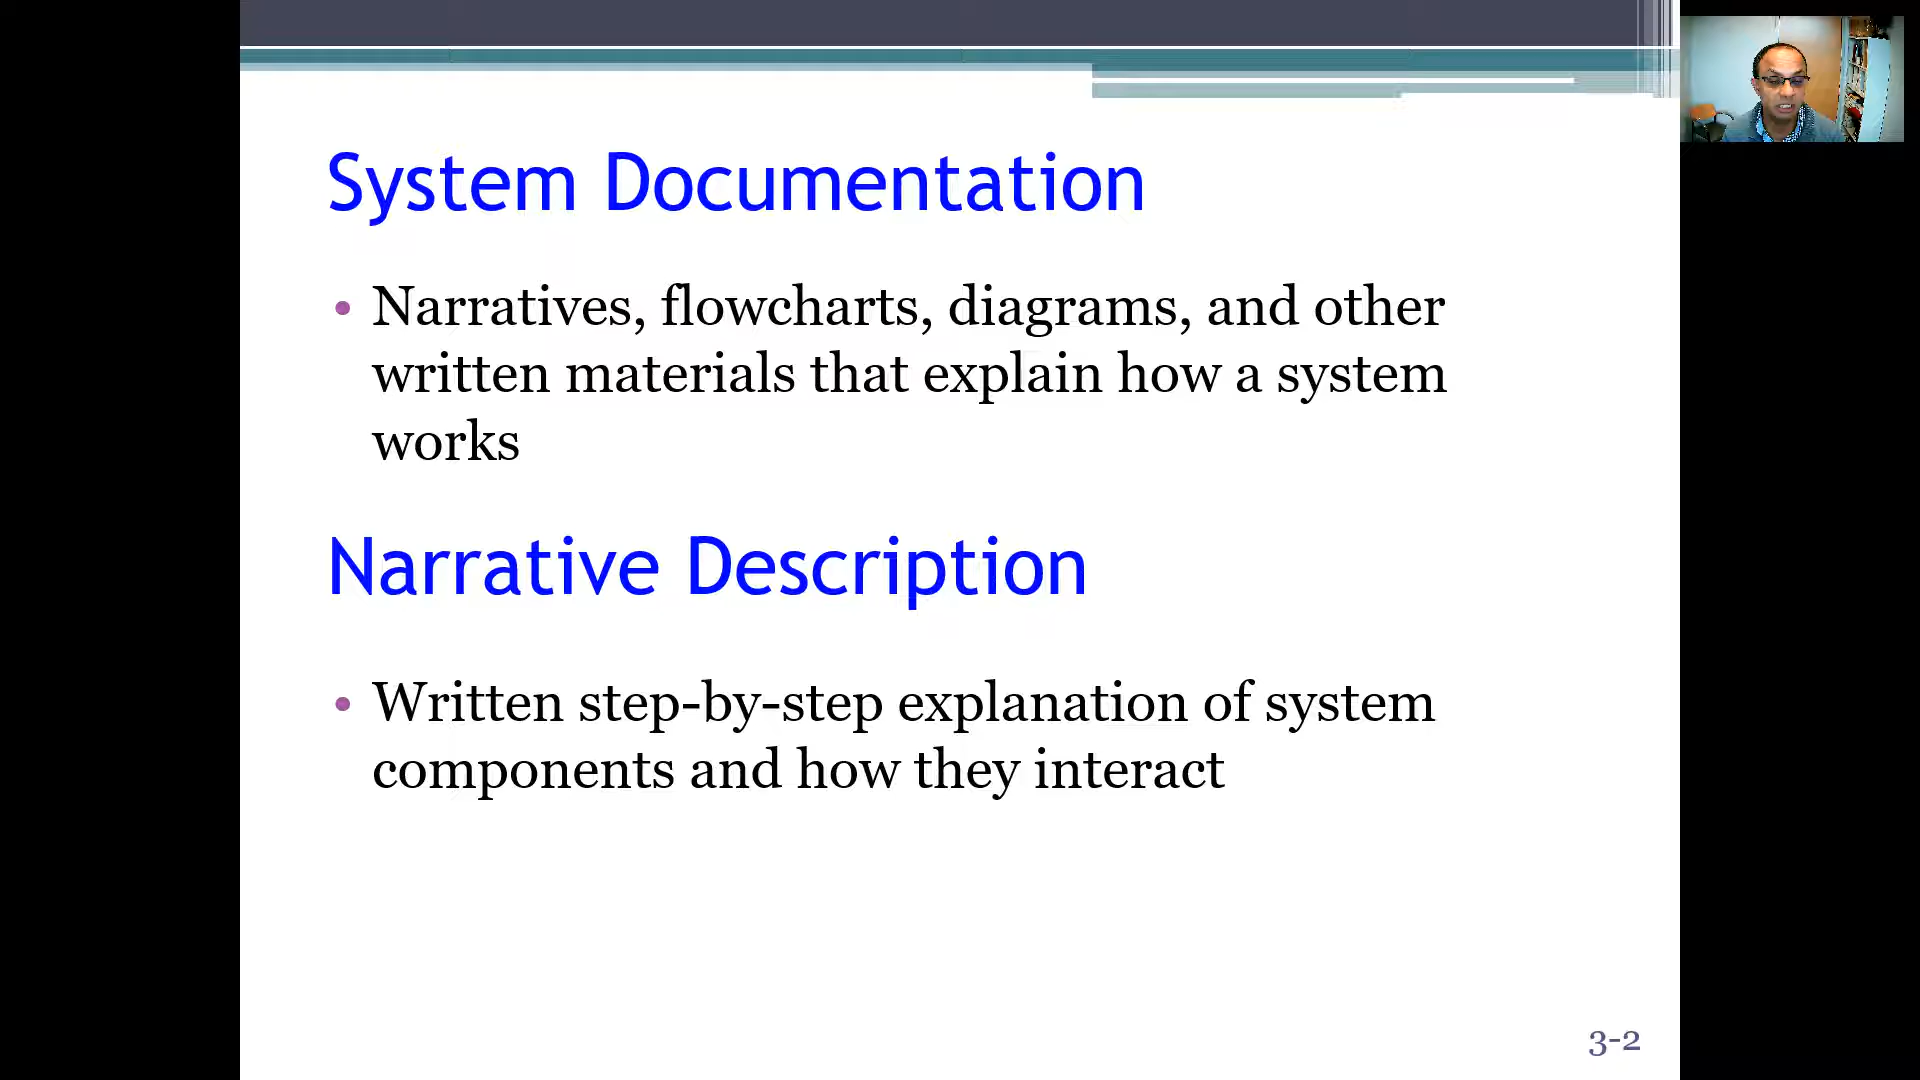 System Documentation
• Narratives, flowcharts, diagrams, and other
written materials that explain how a system
works
Narrative Description
• Written step-by-step explanation of system
components and how they interact
3-2